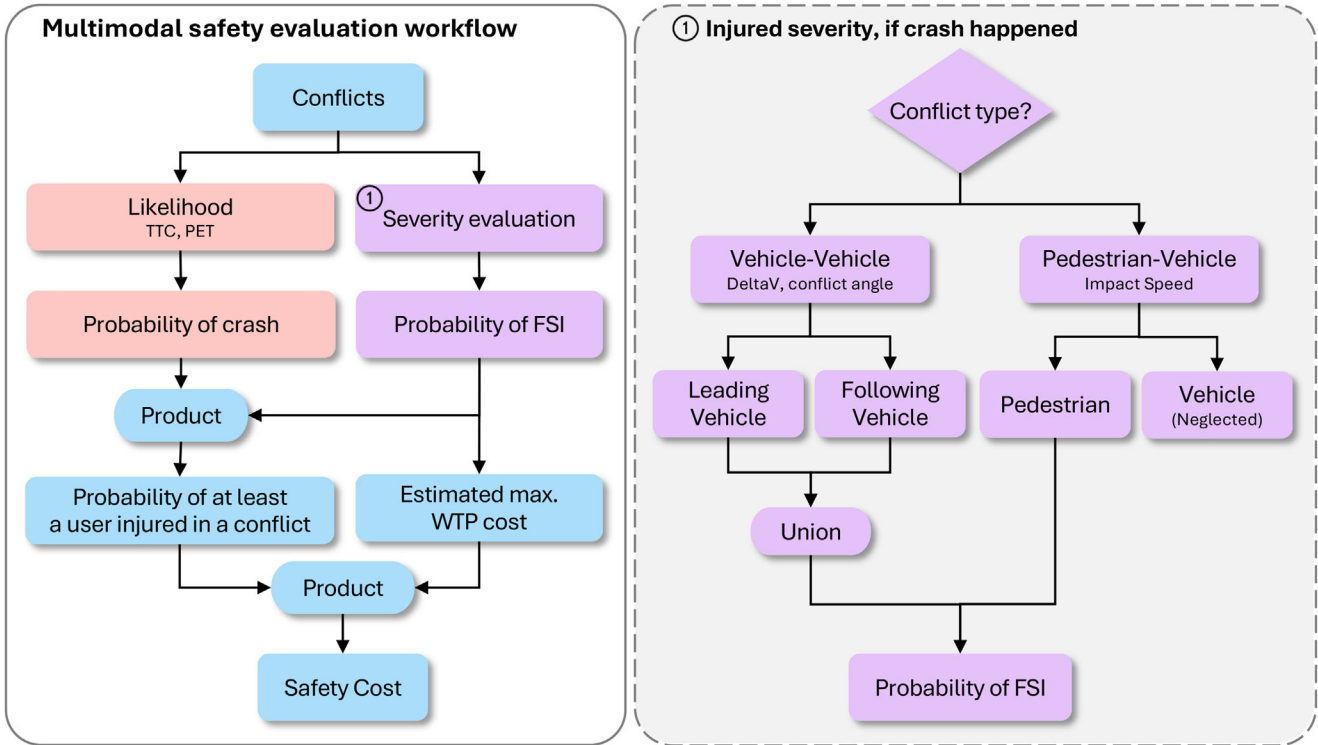 Multimodal safety evaluation workflow
Conflicts
Likelihood
TTC, PET
1
Severity evaluation
Probability of crash
Probability of FSI
Product
Probability of at least
a user injured in a conflict
Estimated max.
WTP cost
Product
Safety Cost
1 Injured severity, if crash happened
Conflict type?
Vehicle-Vehicle
DeltaV, conflict angle
Pedestrian-Vehicle
Impact Speed
Leading
Vehicle
Following
Vehicle
Pedestrian
Vehicle
(Neglected)
Union
Probability of FSI